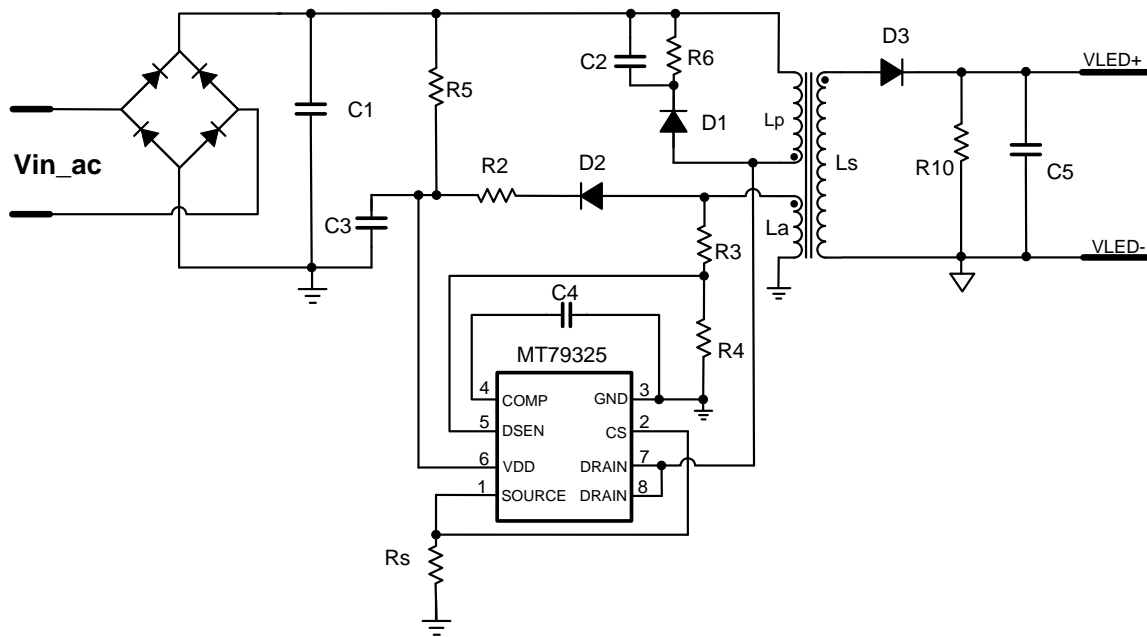 D3
VLED+
C2
R6
R5
C1
D1
Lp
Vin_ac
R2
D2
Ls
R10
C5
C3
La
R3
VLED-
C4
R4
MT79325
4
COMP
GND
3
5
DSEN
CS
2
6
VDD
DRAIN
7
1
SOURCE
DRAIN
8
Rs